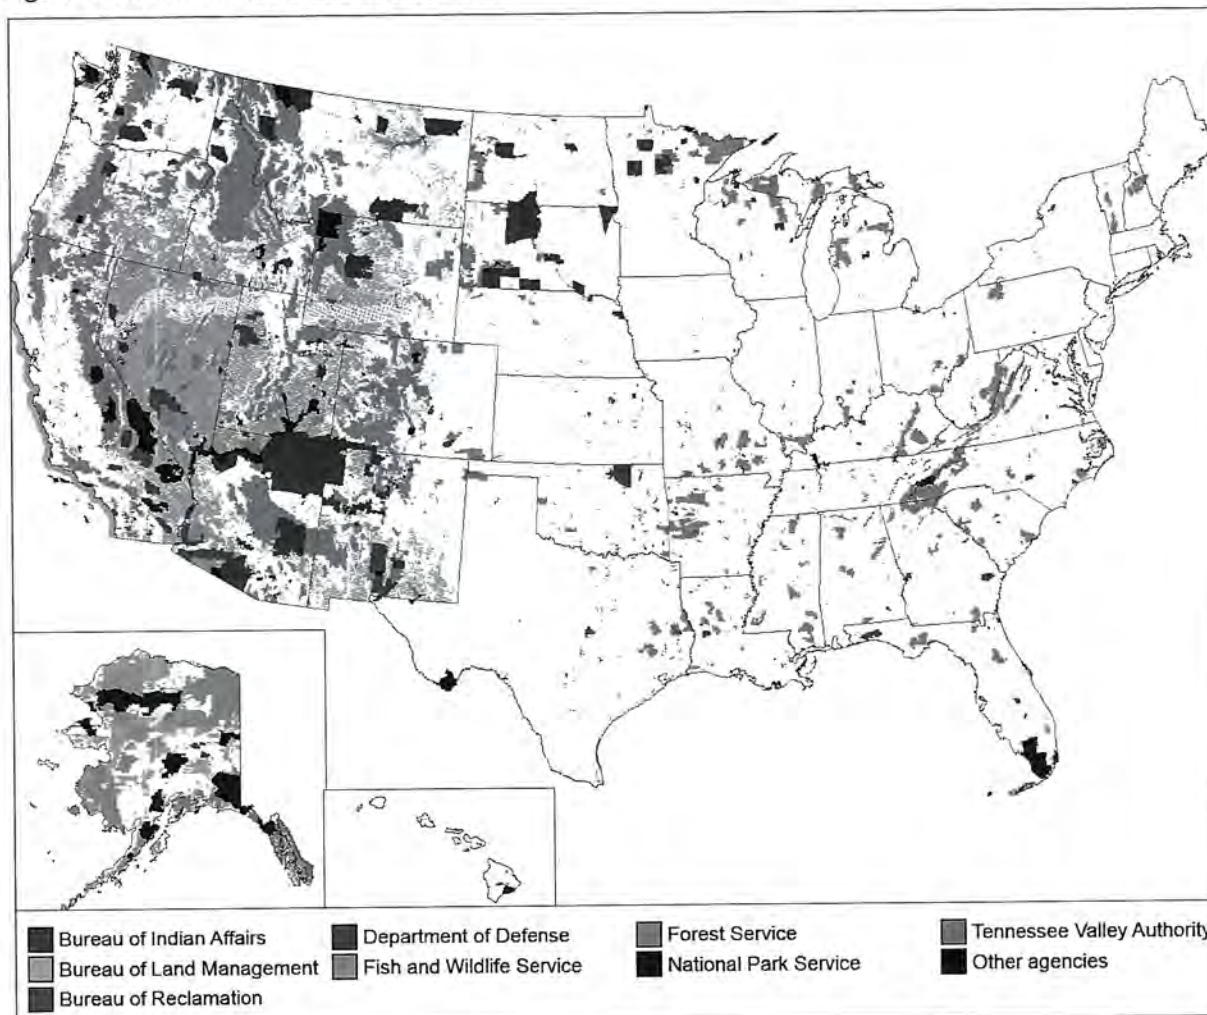 Bureau of Indian Affairs
Bureau of Land Management
Bureau of Reclamation
Department of Defense
Fish and Wildlife Service
Forest Service
National Park Service
Tennessee Valley Authority
Other agencies